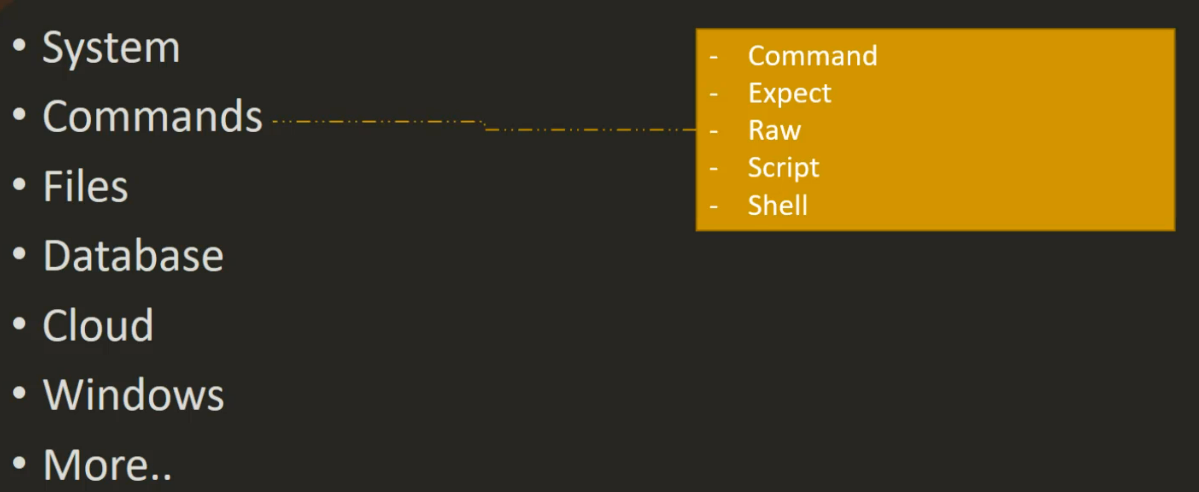 • System
• Commands
• Files
• Database
• Cloud
• Windows
• More..
- Command
- Expect
- Raw
- Script
- Shell